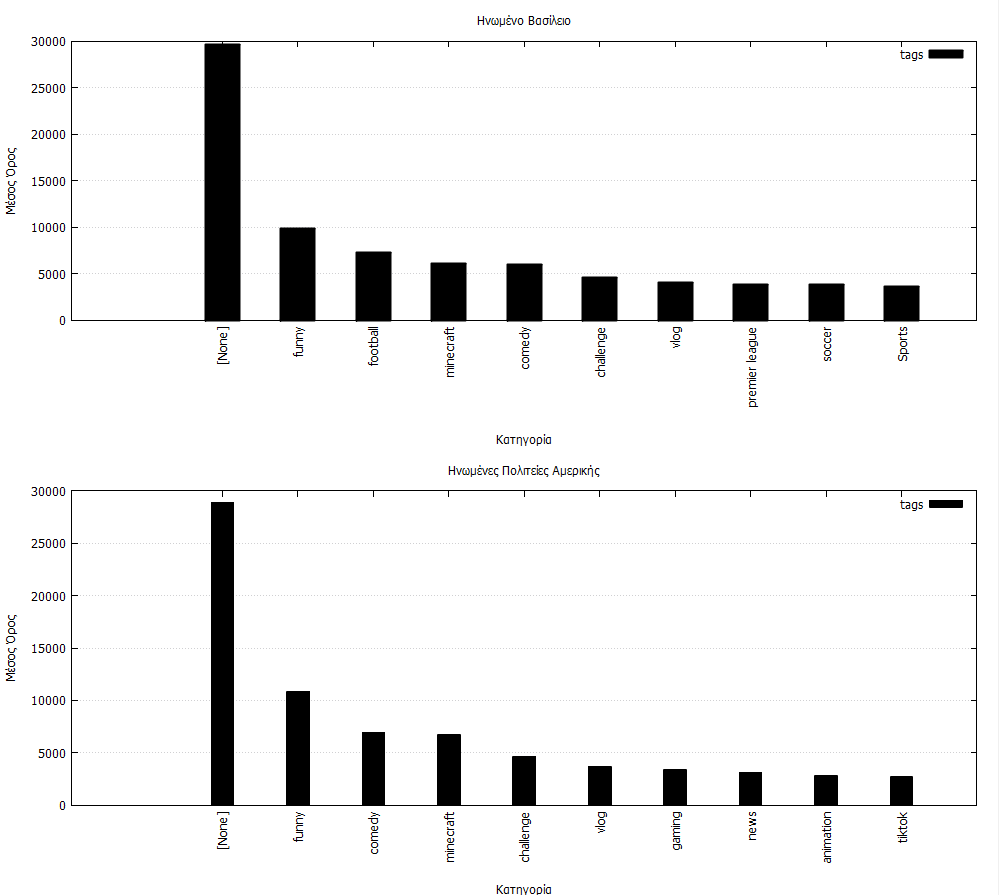 Ηνωμένο Βασίλειο
30000
25000
20000
15000
10000
5000
0
Μέσος Όρος
tags
[None]
funny
football
minecraft
comedy
challenge
vlog
premier league
soccer
Sports
Κατηγορία
Ηνωμένες Πολιτείες Αμερικής
30000
25000
20000
15000
10000
5000
0
Μέσος Όρος
tags
[None]
funny
comedy
minecraft
challenge
vlog
gaming
news
animation
tiktok
Κατηγορία